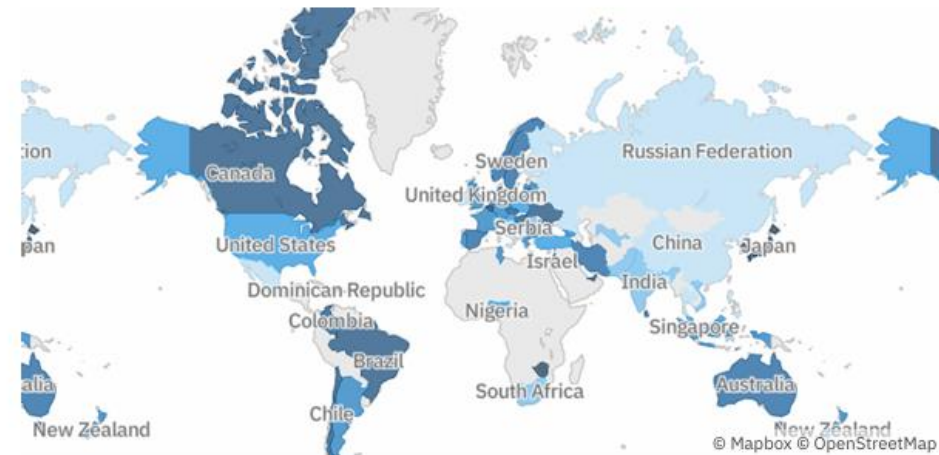 Sweden
tion
Russian Federation
Canada
United Kingdom
Serbia
pan
United States
China
Japan
Israel
India
Dominican Republic
Nigeria
Colombia
Singapore
Brazil
alia
South Africa
Australia
Chile
New Zealand
New Zealand
© Mapbox © OpenStreetMap